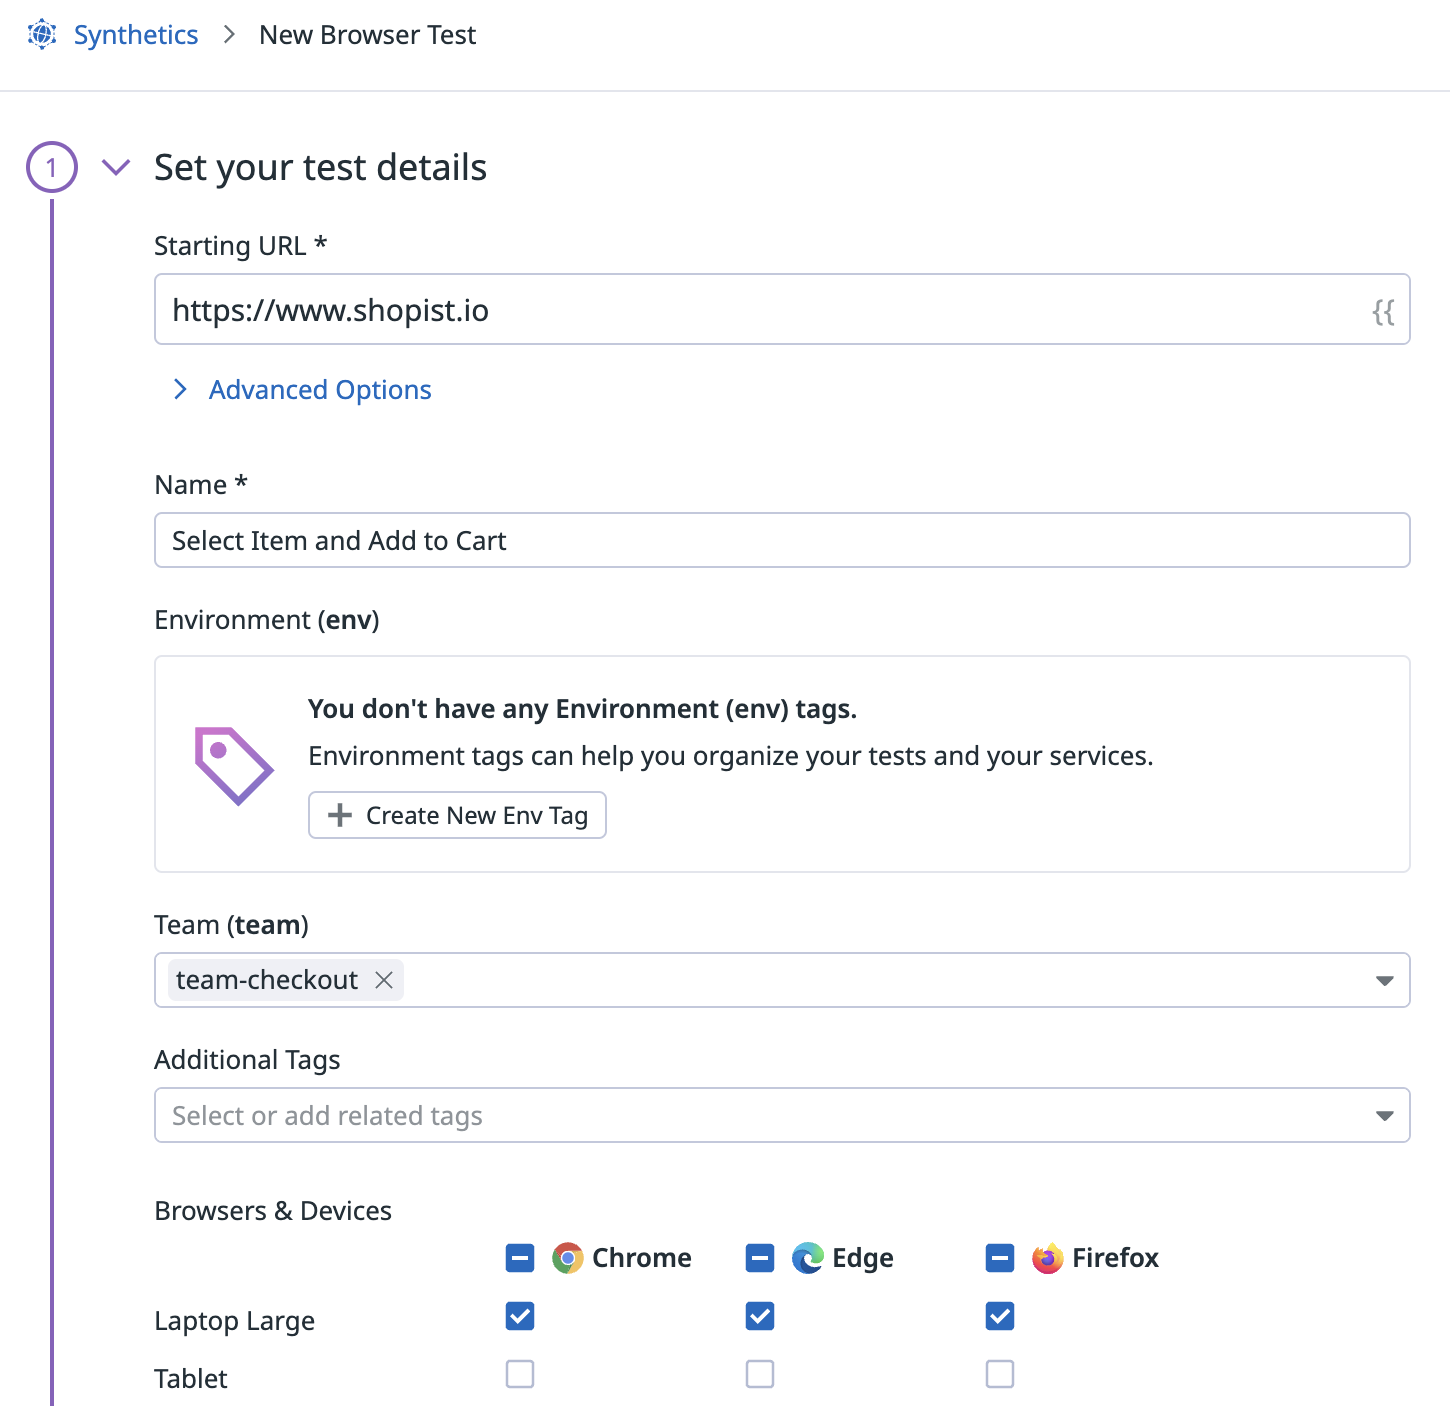 Synthetics > New Browser Test
1 Set your test details
Starting URL *
https://www.shopist.io {{
Advanced Options
Name *
Select Item and Add to Cart
Environment (env)
You don't have any Environment (env) tags.
Environment tags can help you organize your tests and your services.
+ Create New Env Tag
Team (team)
team-checkout ×
Additional Tags
Select or add related tags
Browsers & Devices
Chrome Edge Firefox
Laptop Large
Tablet